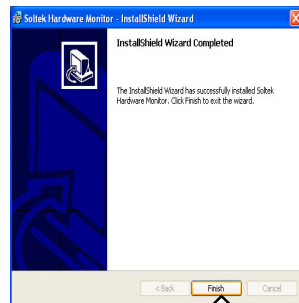 Soltek Hardware Monitor - InstallShield Wizard
InstallShield Wizard Completed
The InstallShield Wizard has successfully installed Soltek
Hardware Monitor. Click Finish to exit the wizard.
< Back
Finish
Cancel